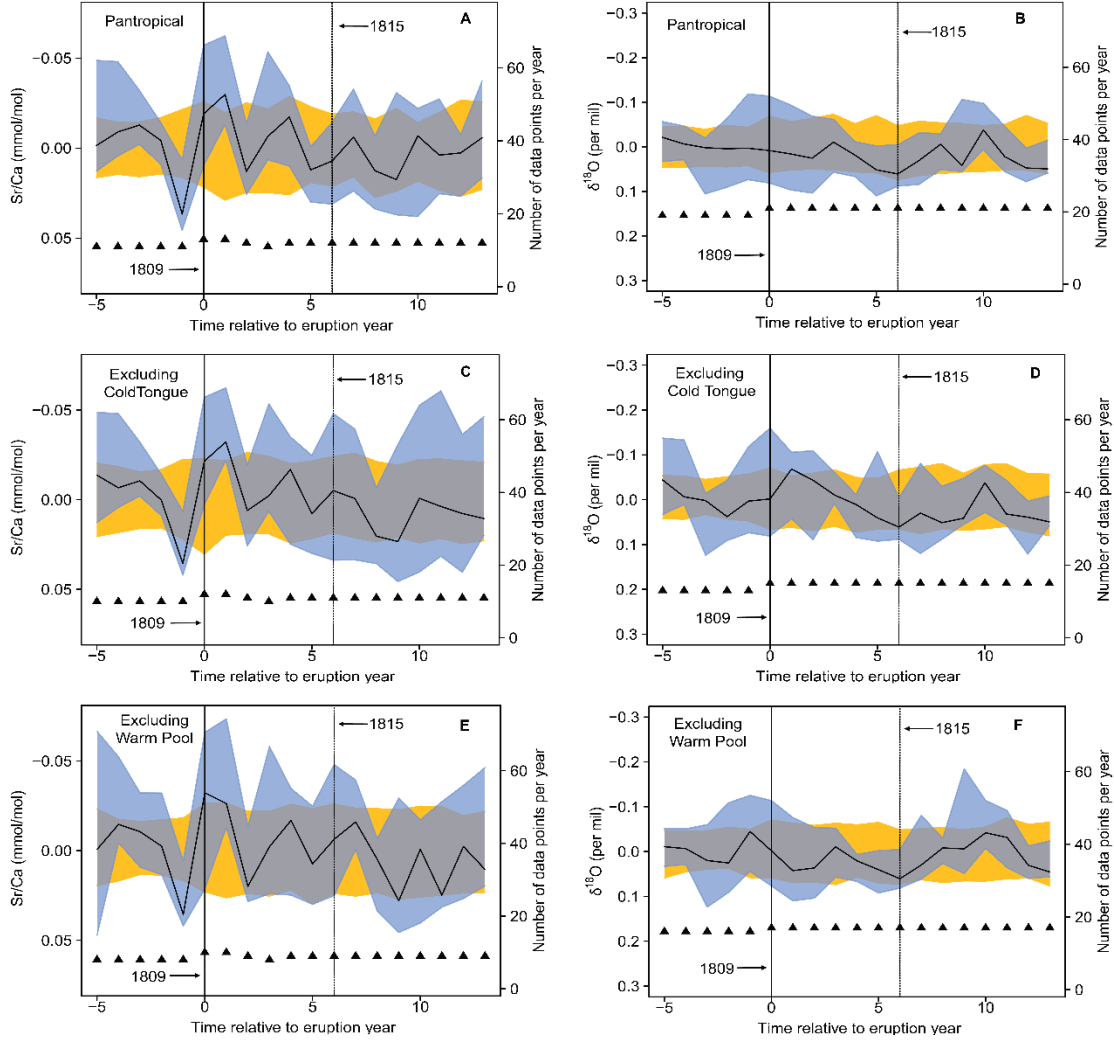 Pantropical
A
1815
−0.05
0.00
0.05
Sr/Ca (mmol/mol)
60
40
20
0
Number of data points per year
1809
−5
0
5
10
Time relative to eruption year
Pantropical
B
1815
−0.3
−0.2
−0.1
0.0
0.1
0.2
0.3
δ18O (per mil)
60
40
20
0
Number of data points per year
1809
−5
0
5
10
Time relative to eruption year
Excluding
ColdTongue
C
1815
−0.05
0.00
0.05
Sr/Ca (mmol/mol)
60
40
20
0
Number of data points per year
1809
−5
0
5
10
Time relative to eruption year
Excluding
Cold Tongue
D
1815
−0.3
−0.2
−0.1
0.0
0.1
0.2
0.3
δ18O (per mil)
60
40
20
0
Number of data points per year
1809
−5
0
5
10
Time relative to eruption year
Excluding
Warm Pool
E
1815
−0.05
0.00
0.05
Sr/Ca (mmol/mol)
60
40
20
0
Number of data points per year
1809
−5
0
5
10
Time relative to eruption year
Excluding
Warm Pool
F
1815
−0.3
−0.2
−0.1
0.0
0.1
0.2
0.3
δ18O (per mil)
60
40
20
0
Number of data points per year
1809
−5
0
5
10
Time relative to eruption year